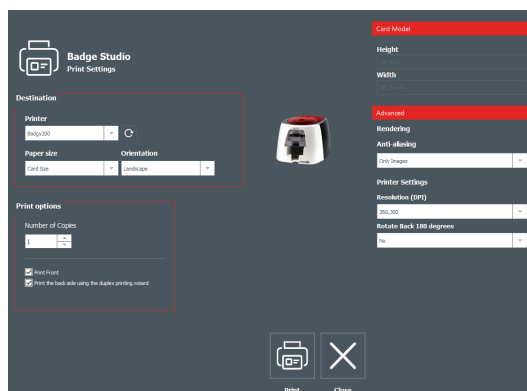 Badge Studio
Print Settings
Destination
Printer
Badgy200
Paper size
Orientation
Card Size
Landscape
Print options
Number of Copies
1
Print Front
Print the back side using the duplex printing wizard
Card Model
Height
Width
Advanced
Rendering
Anti-aliasing
Only Images
Printer Settings
Resolution (DPI)
260,300
Rotate Back 180 degrees
No
Print
Close